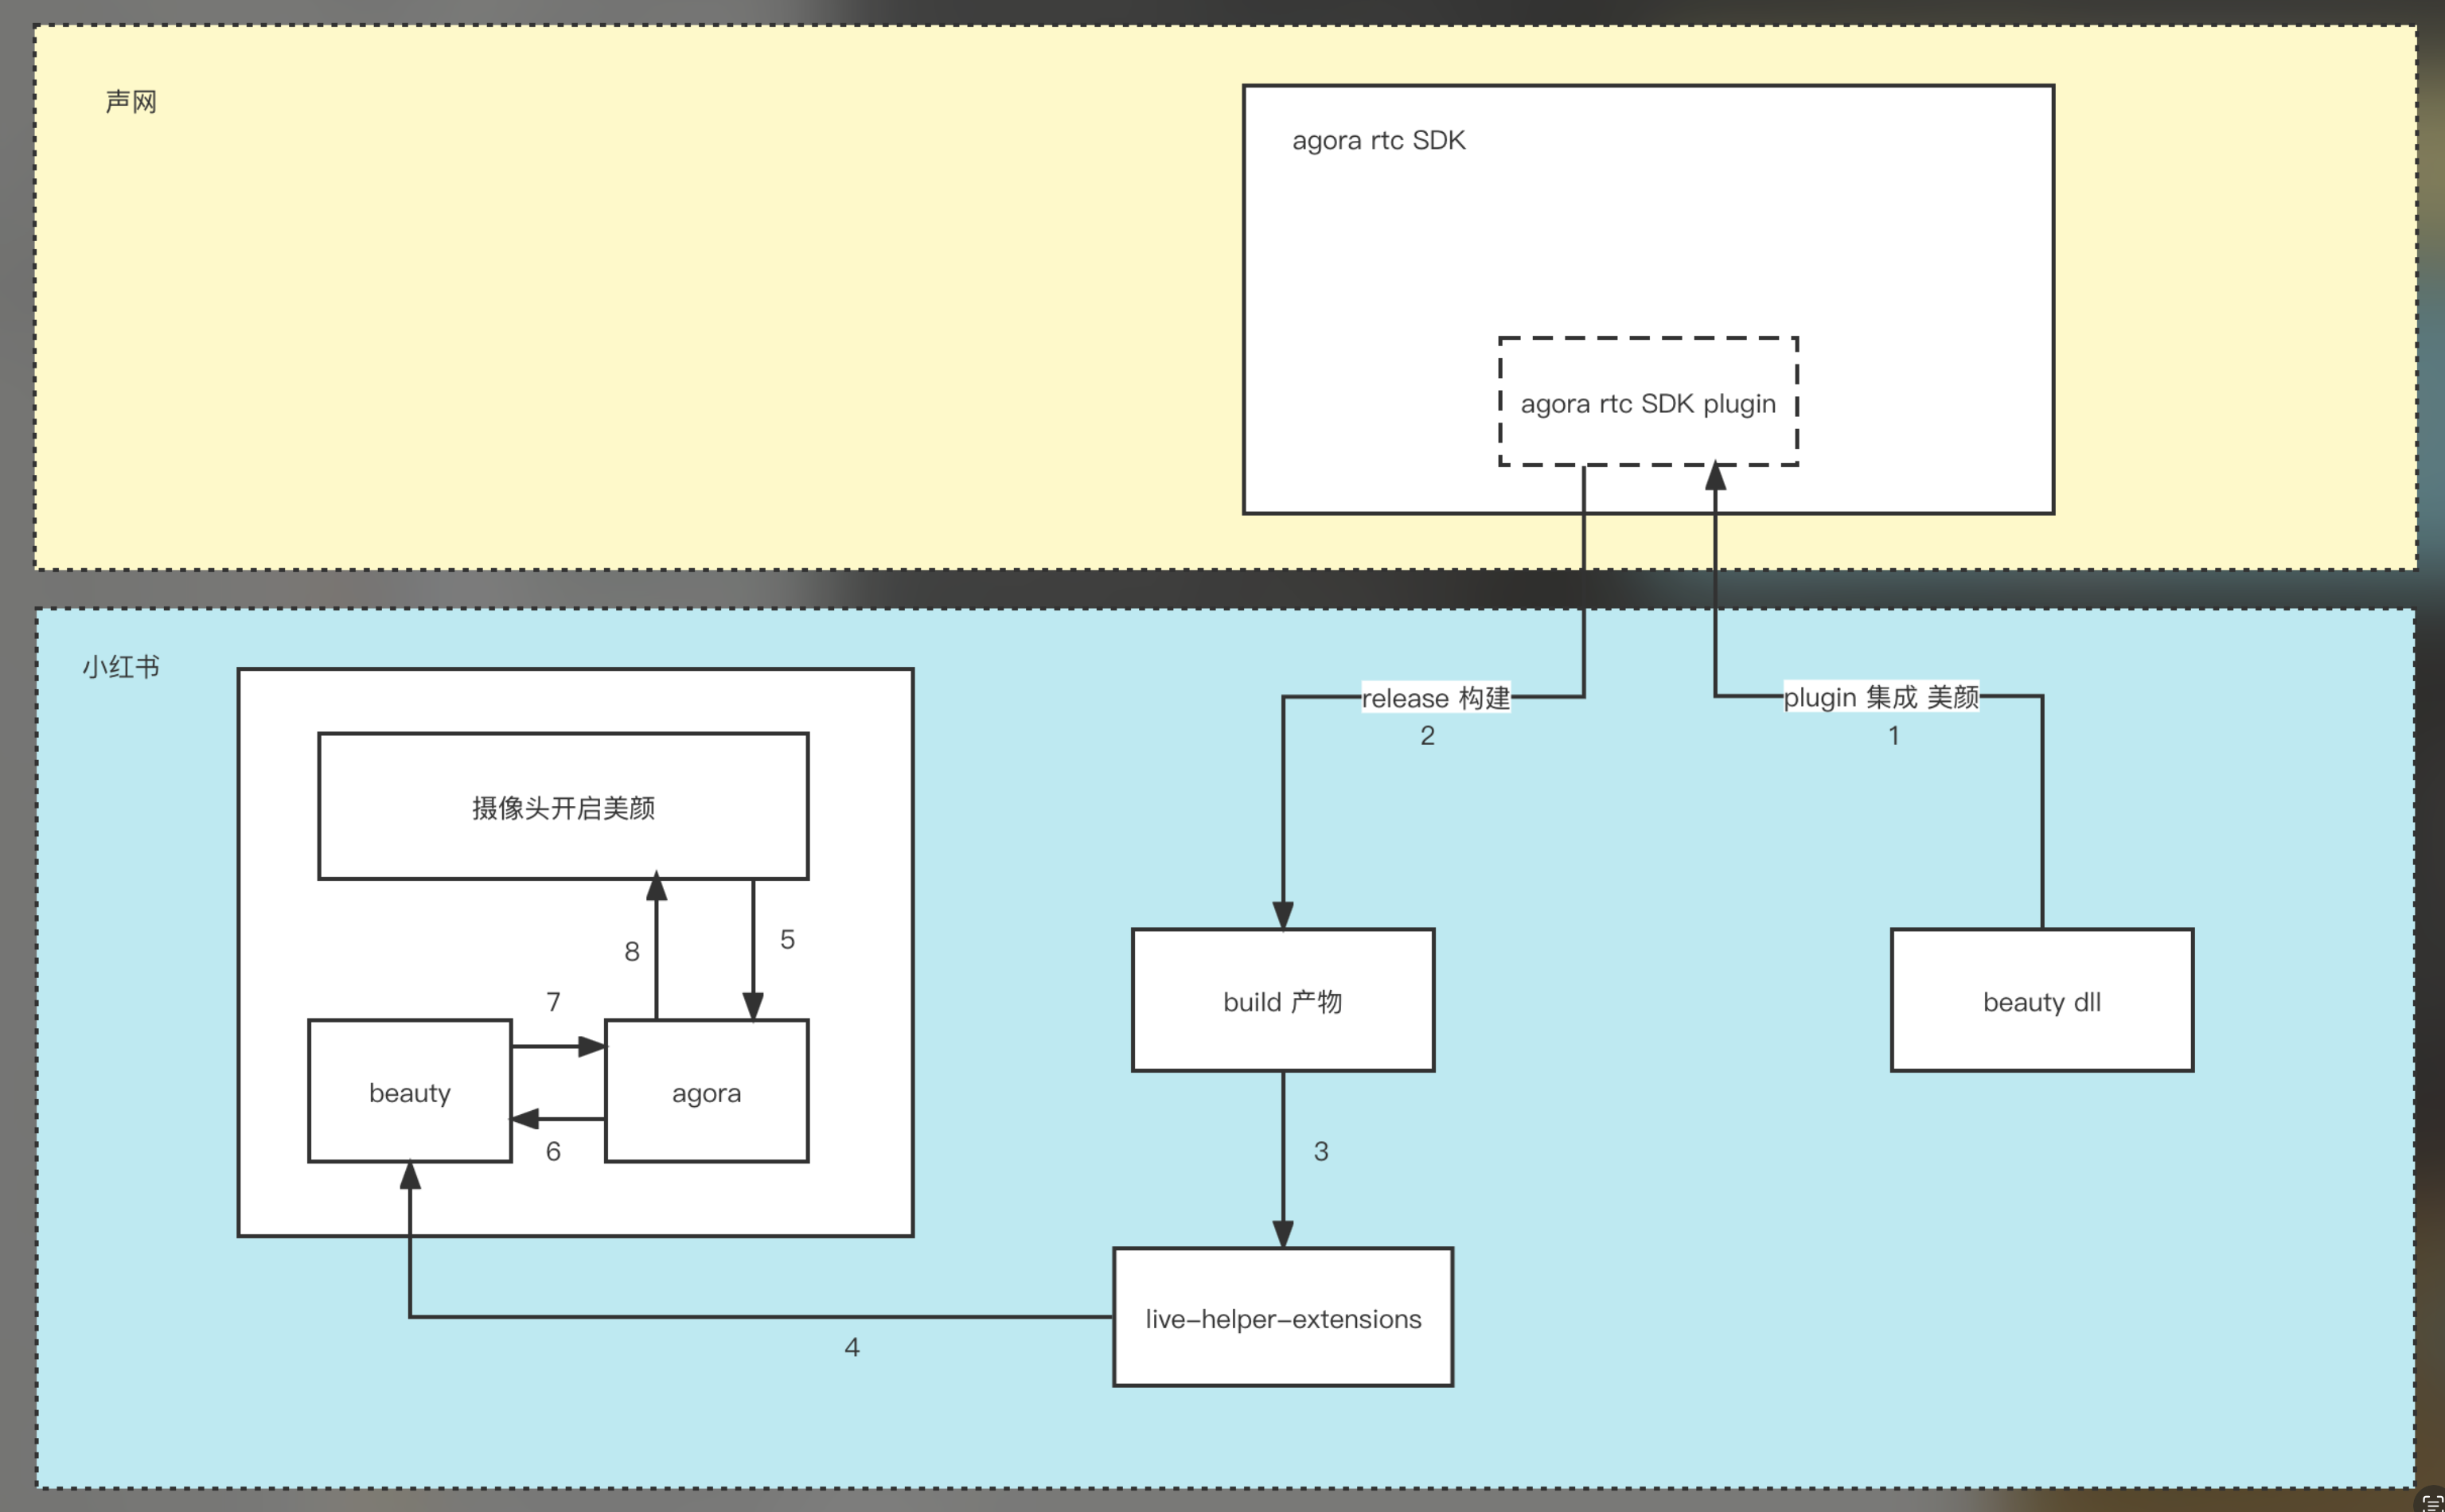 声网
agora rtc SDK
agora rtc SDK plugin
小红书
release 构建
2
plugin 集成 美颜
1
摄像头开启美颜
8
5
7
beauty
agora
6
build 产物
beauty dll
3
live-helper-extensions
4